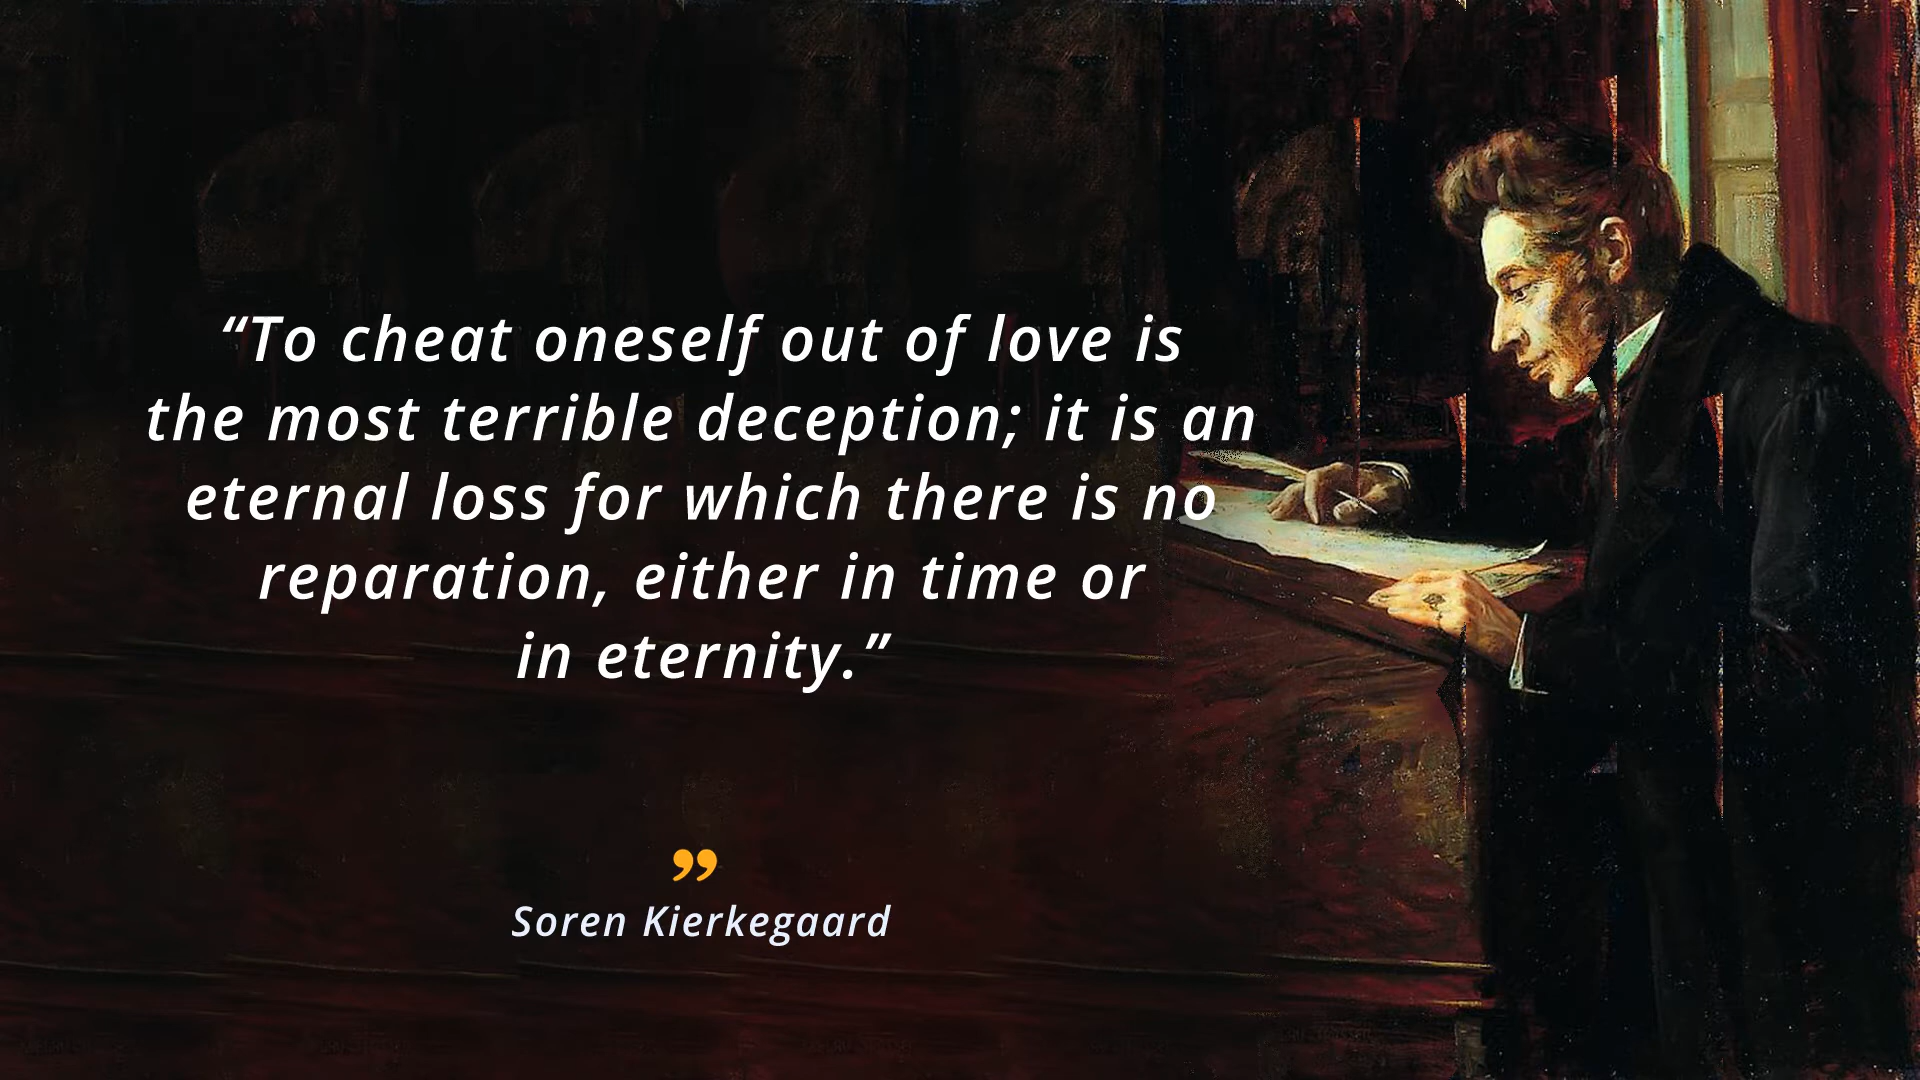 “To cheat oneself out of love is
the most terrible deception; it is an
eternal loss for which there is no
reparation, either in time or
in eternity.”
”
Soren Kierkegaard